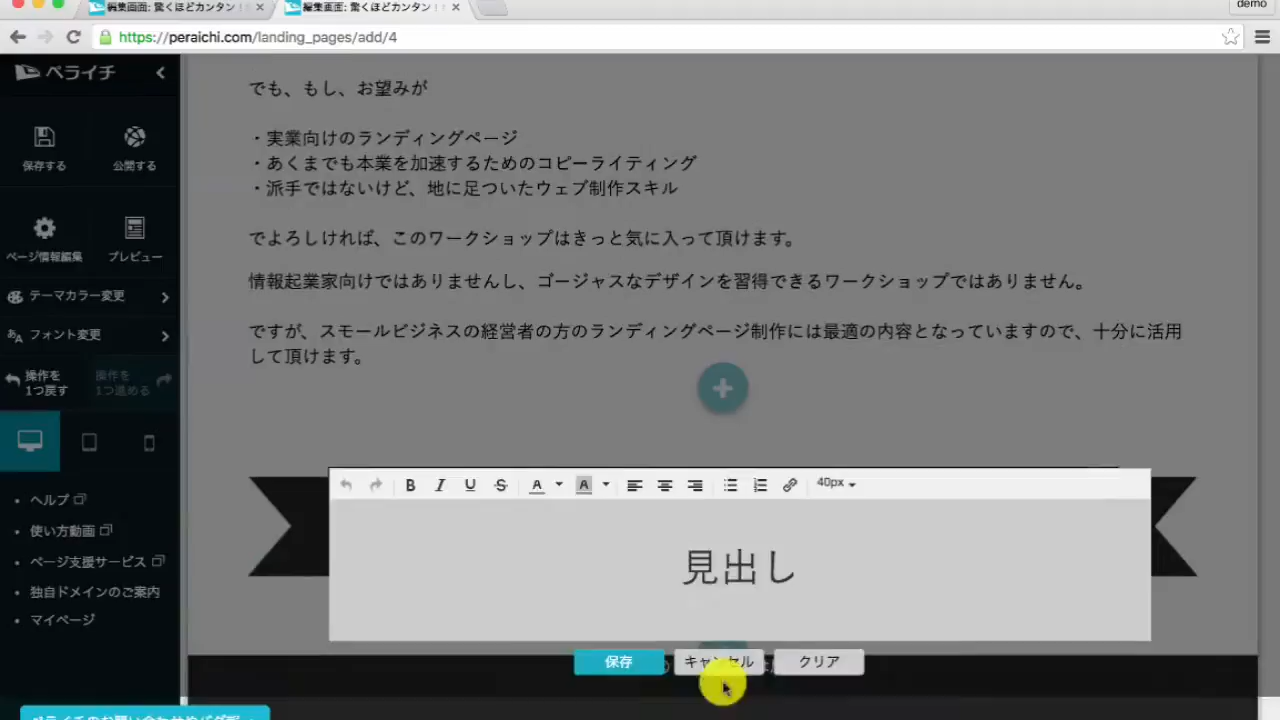 編集画面: 驚くほどカンタン!
編集画面: 驚くほどカンタン!
demo
https://peraichi.com/landing_pages/add/4
ペライチ
保存する
公開する
ページ情報編集
プレビュー
テーマカラー変更
フォント変更
操作を
1つ戻す
操作を
1つ進める
ヘルプ
使い方動画
ページ支援サービス
独自ドメインのご案内
マイページ
でも、もし、お望みが
・実業向けのランディングページ
・あくまでも本業を加速するためのコピーライティング
・派手ではないけど、地に足ついたウェブ制作スキル
でよろしければ、このワークショップはきっと気に入って頂けます。
情報起業家向けではありませんし、ゴージャスなデザインを習得できるワークショップではありません。
ですが、スモールビジネスの経営者の方のランディングページ制作には最適の内容となっていますので、十分に活用
して頂けます。
B I U S A A 40px
見出し
保存
キャンセル
クリア